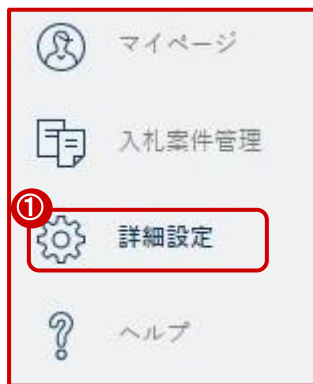 マイページ
入札案件管理
①
詳細設定
ヘルプ